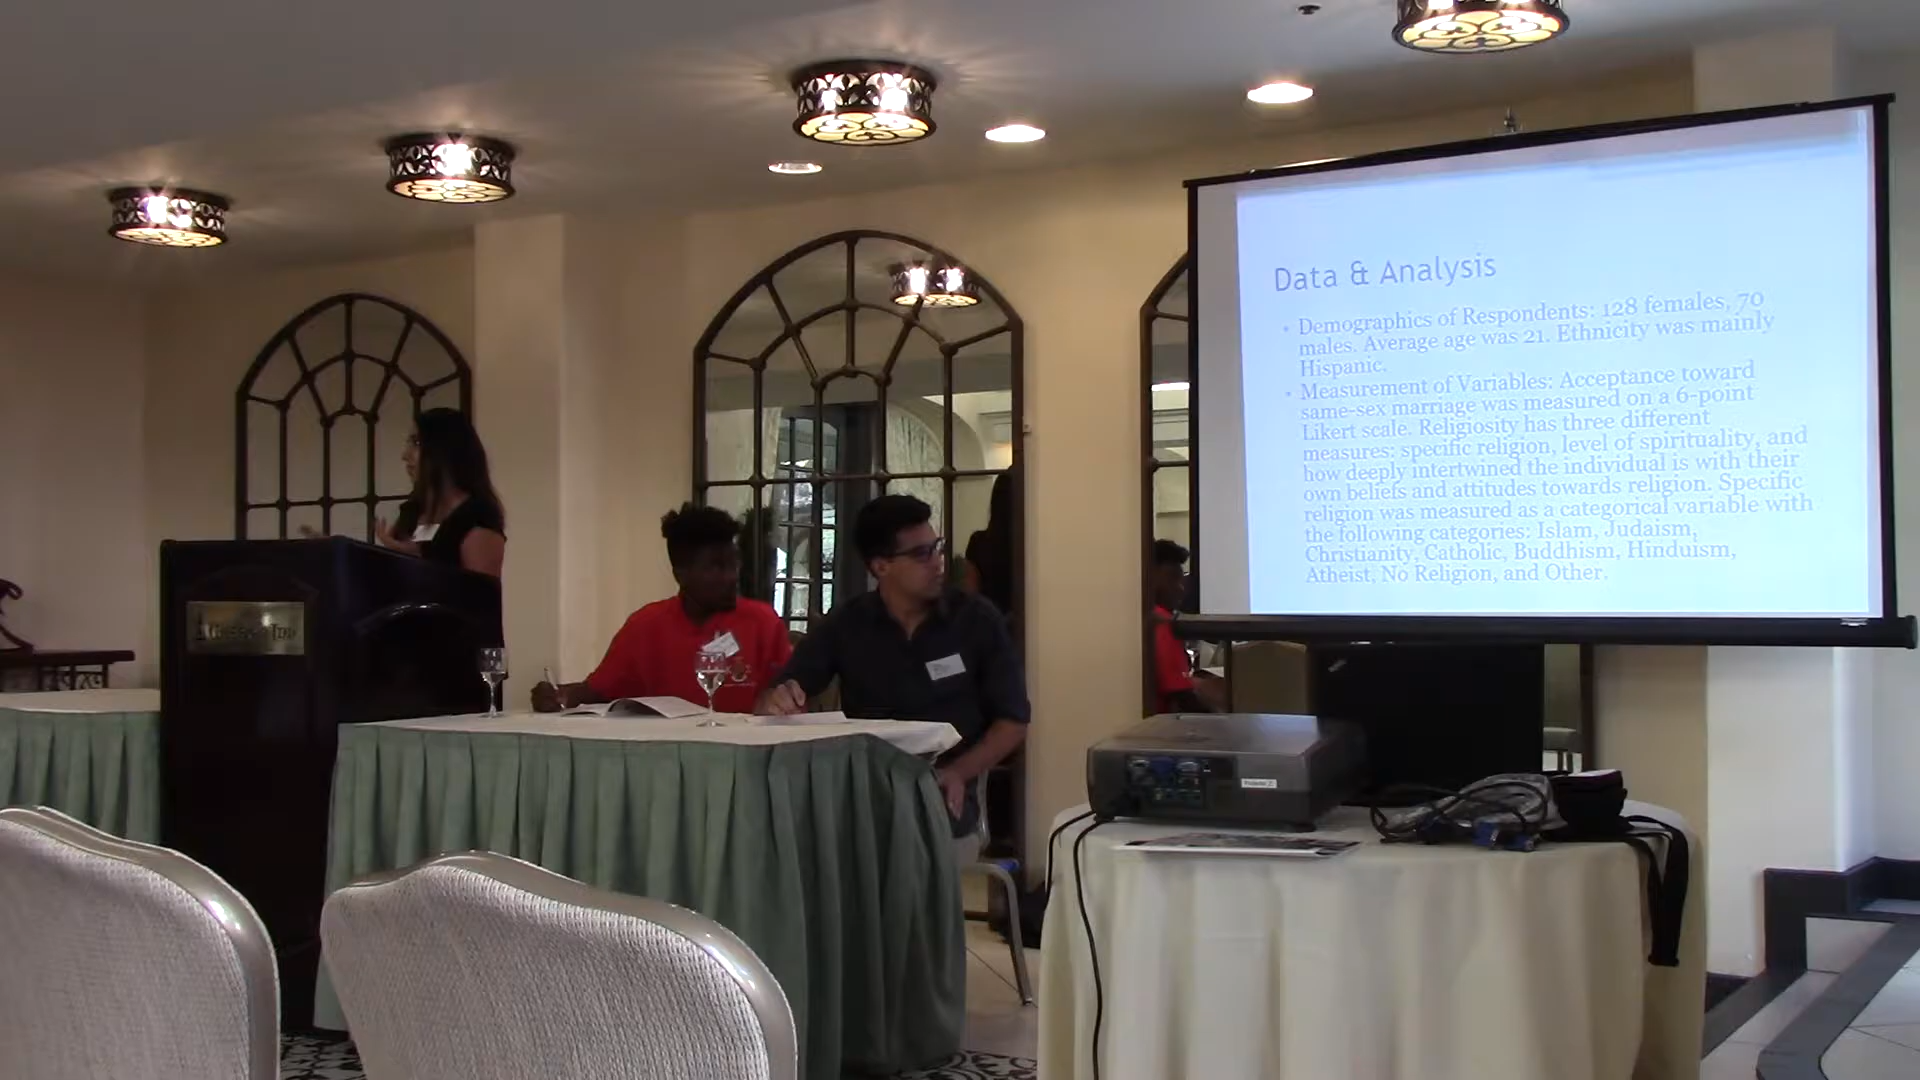 Data & Analysis
Demographics of Respondents: 128 females, 70
males. Average age was 21. Ethnicity was mainly
Hispanic.
Measurement of Variables: Acceptance toward
same-sex marriage was measured on a 6-point
Likert scale. Religiosity has three different
measures: specific religion, level of spirituality, and
how deeply intertwined the individual is with their
own beliefs and attitudes towards religion. Specific
religion was measured as a categorical variable with
the following categories: Islam, Judaism,
Christianity, Catholic, Buddhism, Hinduism,
Atheist, No Religion, and Other.